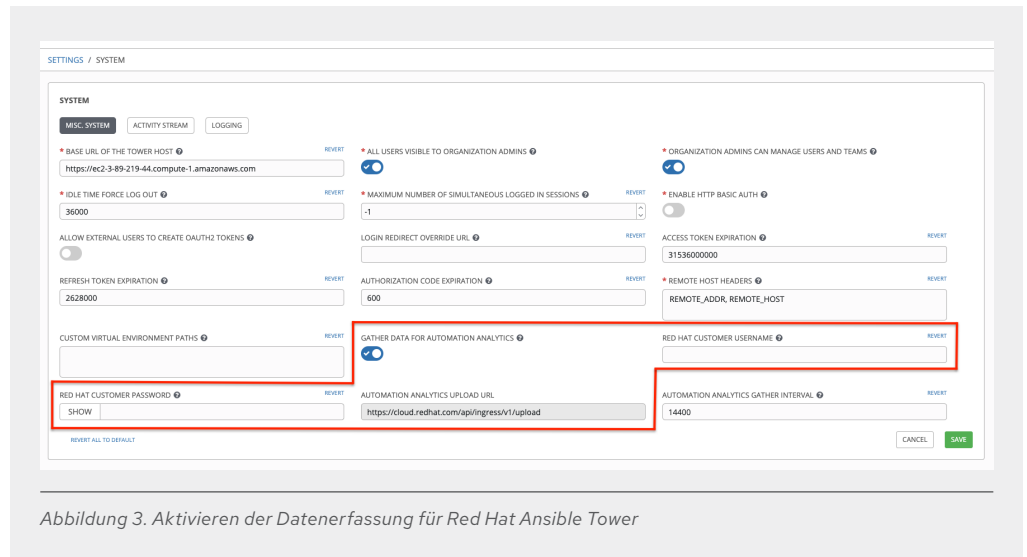 SETTINGS / SYSTEM
SYSTEM
MISC. SYSTEM ACTIVITY STREAM LOGGING
* BASE URL OF THE TOWER HOST REVERT * ALL USERS VISIBLE TO ORGANIZATION ADMINS * ORGANIZATION ADMINS CAN MANAGE USERS AND TEAMS
https://ec2-3-89-219-44.compute-1.amazonaws.com
* IDLE TIME FORCE LOG OUT REVERT * MAXIMUM NUMBER OF SIMULTANEOUS LOGGED IN SESSIONS REVERT * ENABLE HTTP BASIC AUTH
36000 -1
ALLOW EXTERNAL USERS TO CREATE OAUTH2 TOKENS LOGIN REDIRECT OVERRIDE URL REVERT ACCESS TOKEN EXPIRATION REVERT
31536000000
REFRESH TOKEN EXPIRATION REVERT AUTHORIZATION CODE EXPIRATION REVERT * REMOTE HOST HEADERS REVERT
2628000 600 REMOTE_ADDR, REMOTE_HOST
CUSTOM VIRTUAL ENVIRONMENT PATHS REVERT GATHER DATA FOR AUTOMATION ANALYTICS RED HAT CUSTOMER USERNAME REVERT
RED HAT CUSTOMER PASSWORD REVERT AUTOMATION ANALYTICS UPLOAD URL AUTOMATION ANALYTICS GATHER INTERVAL REVERT
SHOW https://cloud.redhat.com/api/ingress/v1/upload 14400
REVERT ALL TO DEFAULT CANCEL SAVE
Abbildung 3. Aktivieren der Datenerfassung für Red Hat Ansible Tower